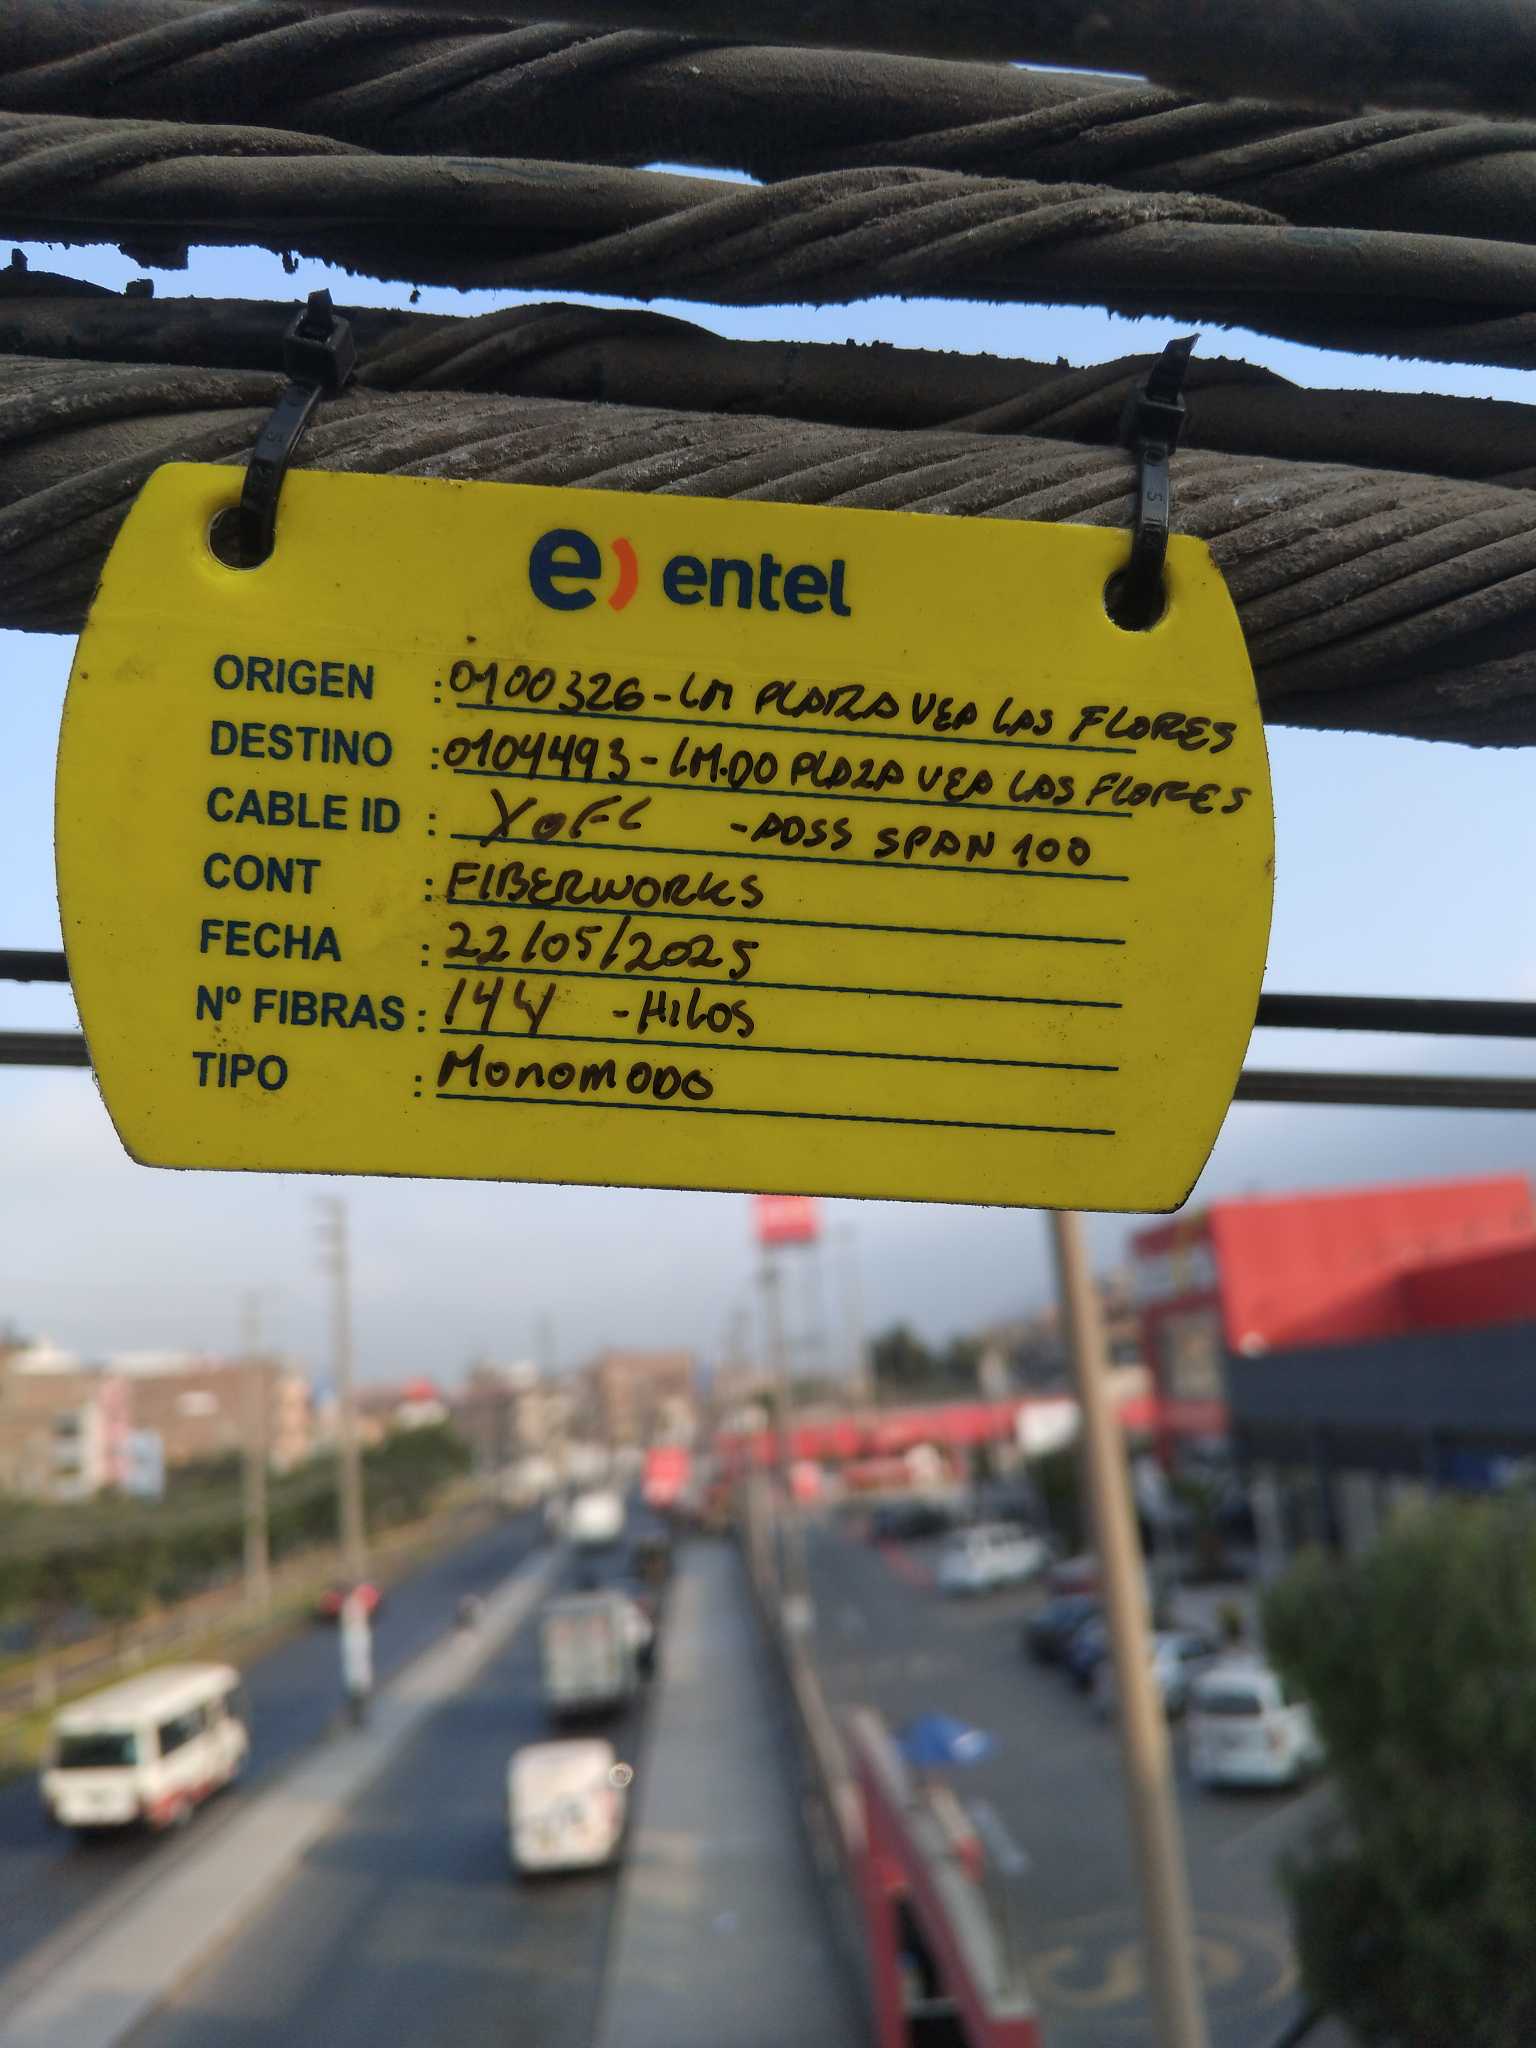 e) entel
ORIGEN : 0100326-LM PLAZA VEA LAS FLORES
DESTINO : 0104493-LM.DO PLAZA VEA LAS FLORES
CABLE ID : YOFC -ADSS SPAN 100
CONT : FIBERWORKS
FECHA : 22/05/2025
Nº FIBRAS : 144 -HILOS
TIPO : MONOMODO